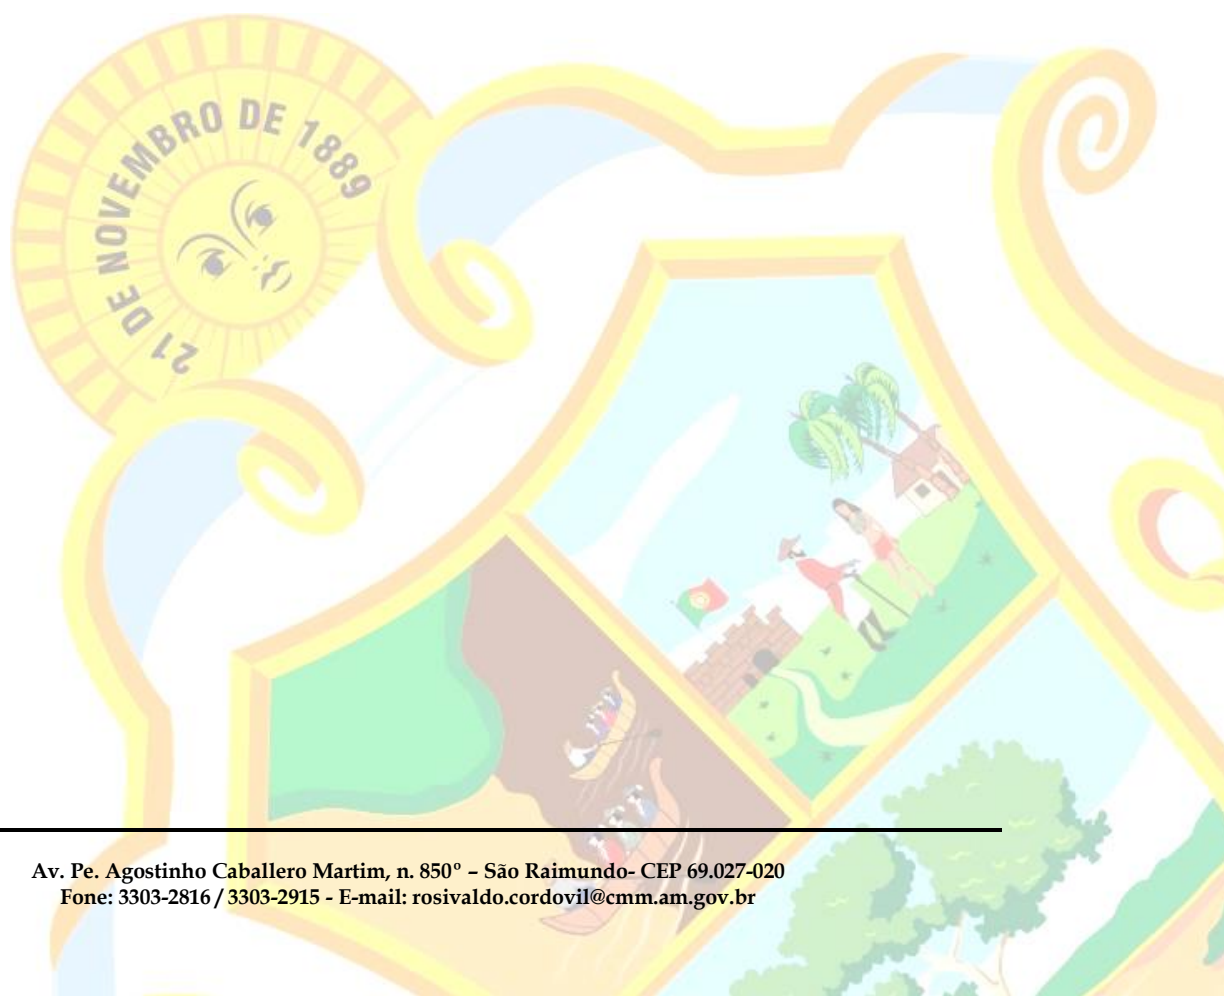 21 DE NOVEMBRO DE 1889
Av. Pe. Agostinho Caballero Martim, n. 850º – São Raimundo- CEP 69.027-020
Fone: 3303-2816 / 3303-2915 - E-mail: rosivaldo.cordovil@cmm.am.gov.br